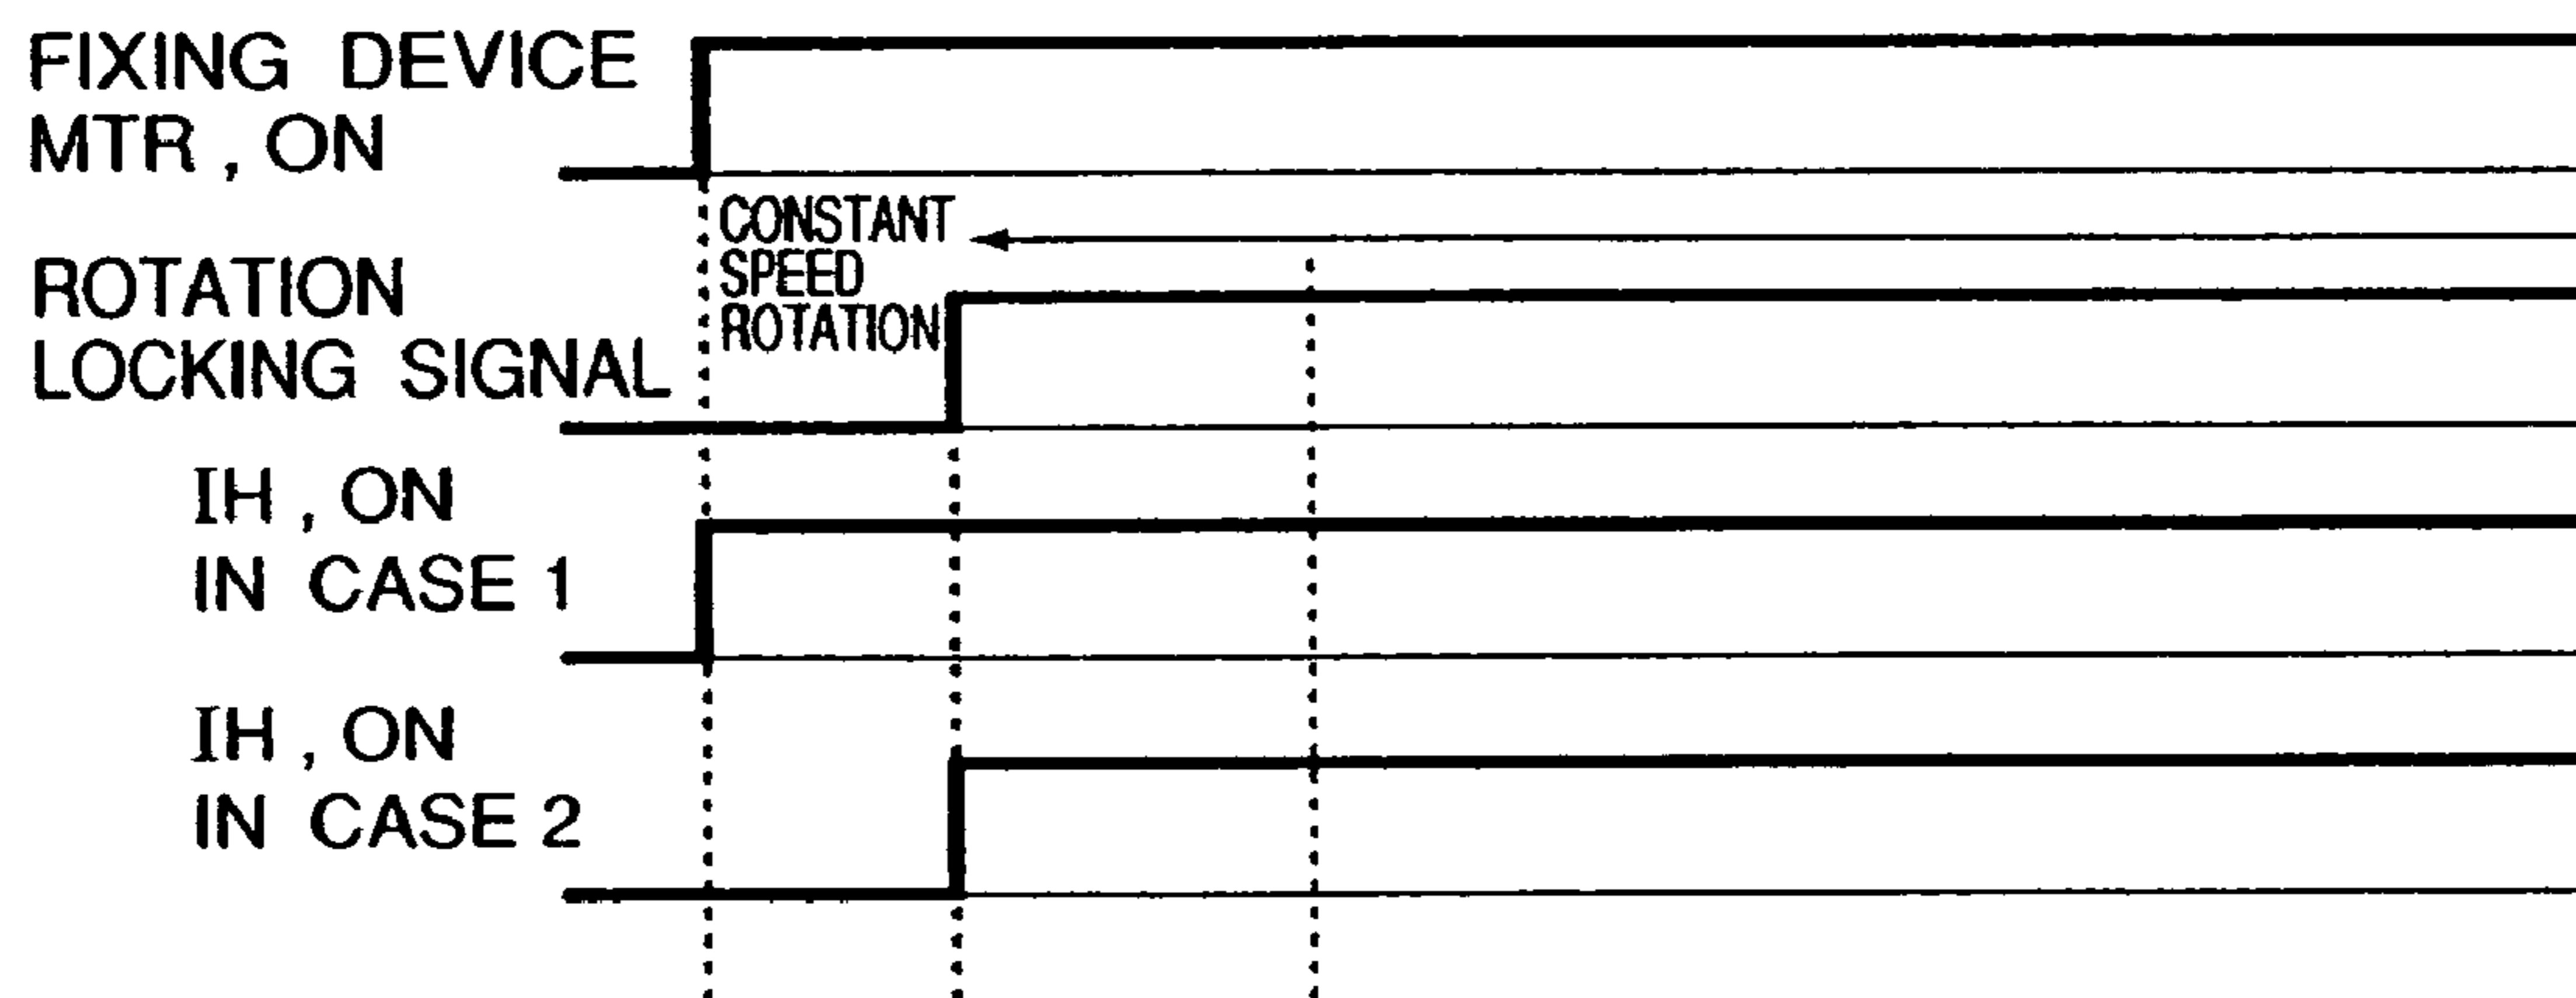 FIXING DEVICE
MTR , ON
CONSTANT
SPEED
ROTATION
ROTATION
LOCKING SIGNAL
IH , ON
IN CASE 1
IH , ON
IN CASE 2